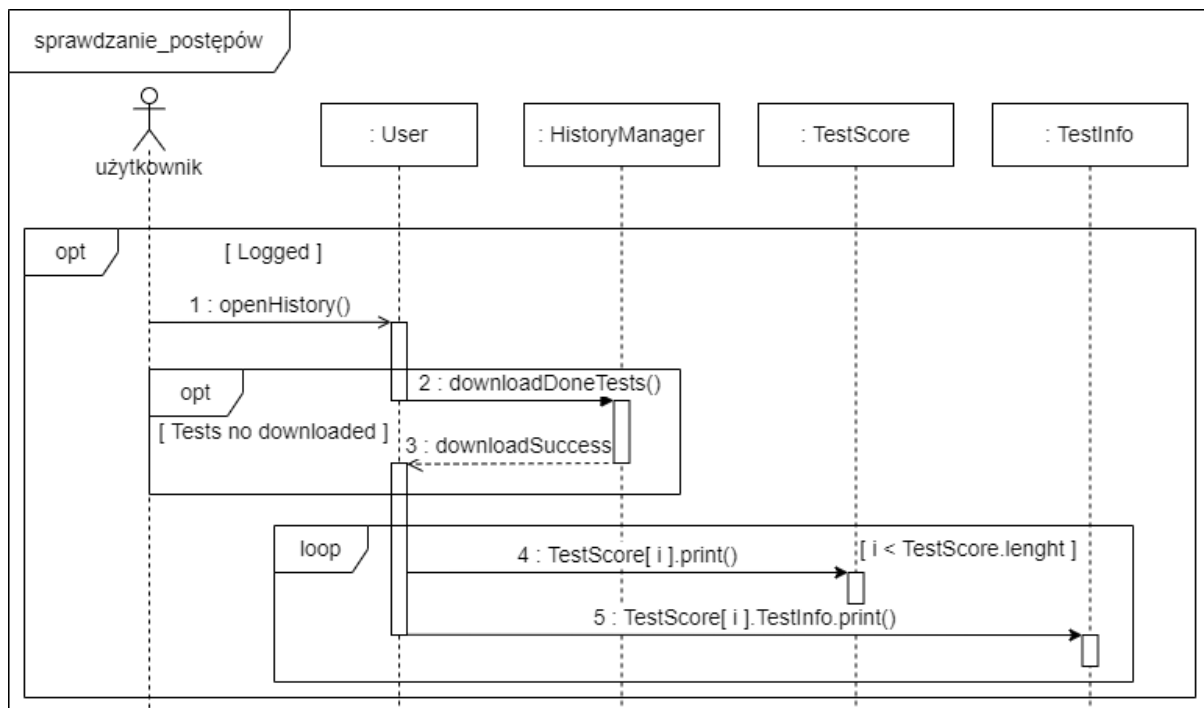 sprawdzanie_postępów
użytkownik
: User
: HistoryManager
: TestScore
: TestInfo
opt
[ Logged ]
1 : openHistory()
opt
2 : downloadDoneTests()
[ Tests no downloaded ]
3 : downloadSuccess
loop
4 : TestScore[ i ].print()
[ i < TestScore.lenght ]
5 : TestScore[ i ].TestInfo.print()